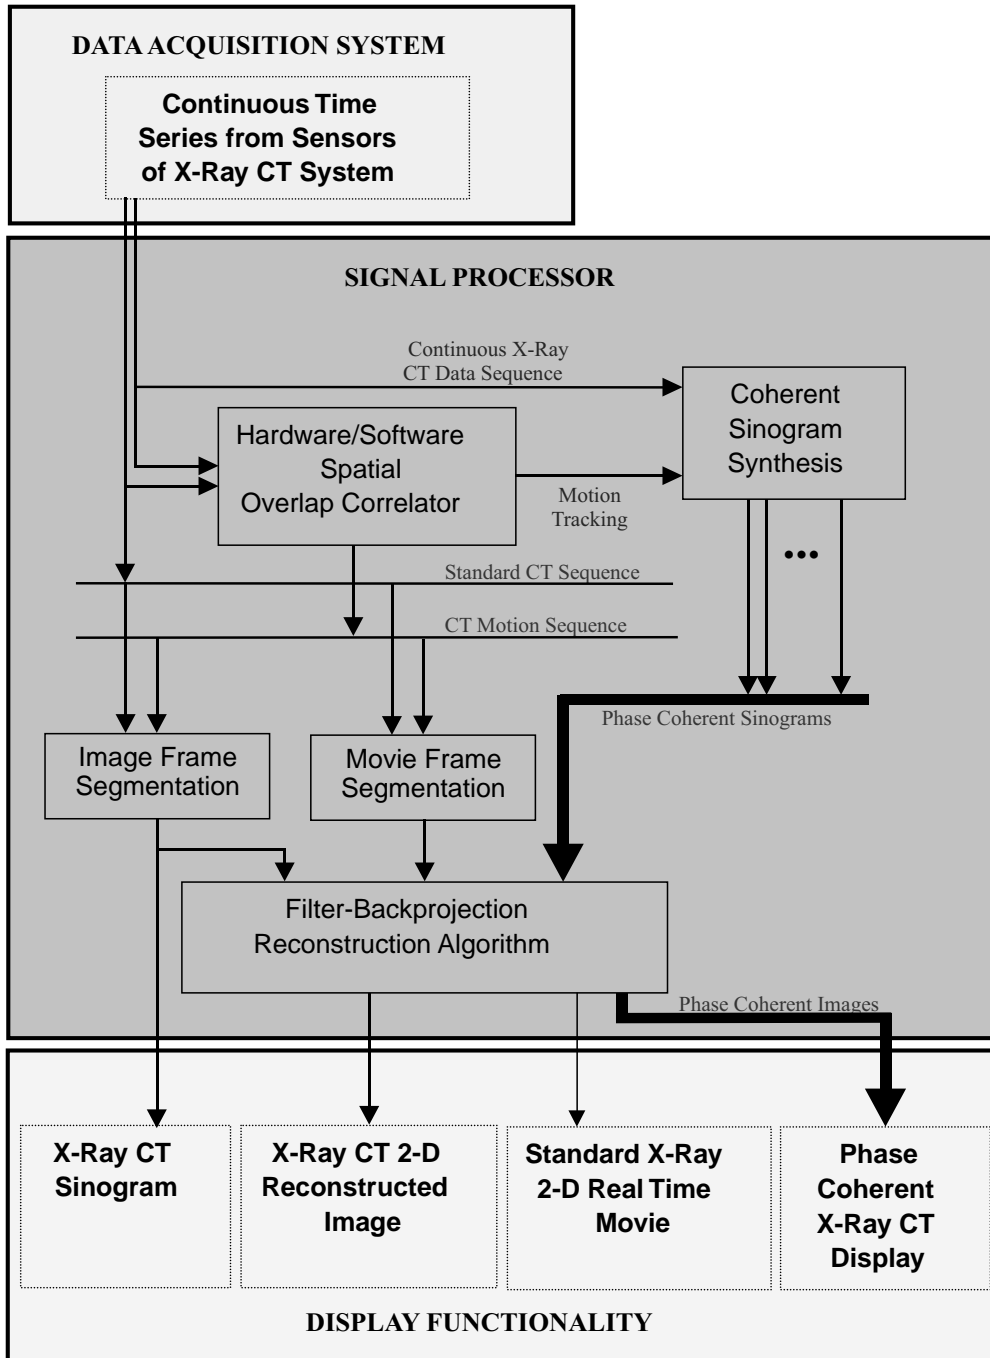 DATA ACQUISITION SYSTEM
Continuous Time
Series from Sensors
of X-Ray CT System
SIGNAL PROCESSOR
Continuous X-Ray
CT Data Sequence
Coherent
Sinogram
Synthesis
Hardware/Software
Spatial
Overlap Correlator
Motion
Tracking
•••
Standard CT Sequence
CT Motion Sequence
Phase Coherent Sinograms
Image Frame
Segmentation
Movie Frame
Segmentation
Filter-Backprojection
Reconstruction Algorithm
Phase Coherent Images
X-Ray CT
Sinogram
X-Ray CT 2-D
Reconstructed
Image
Standard X-Ray
2-D Real Time
Movie
Phase
Coherent
X-Ray CT
Display
DISPLAY FUNCTIONALITY